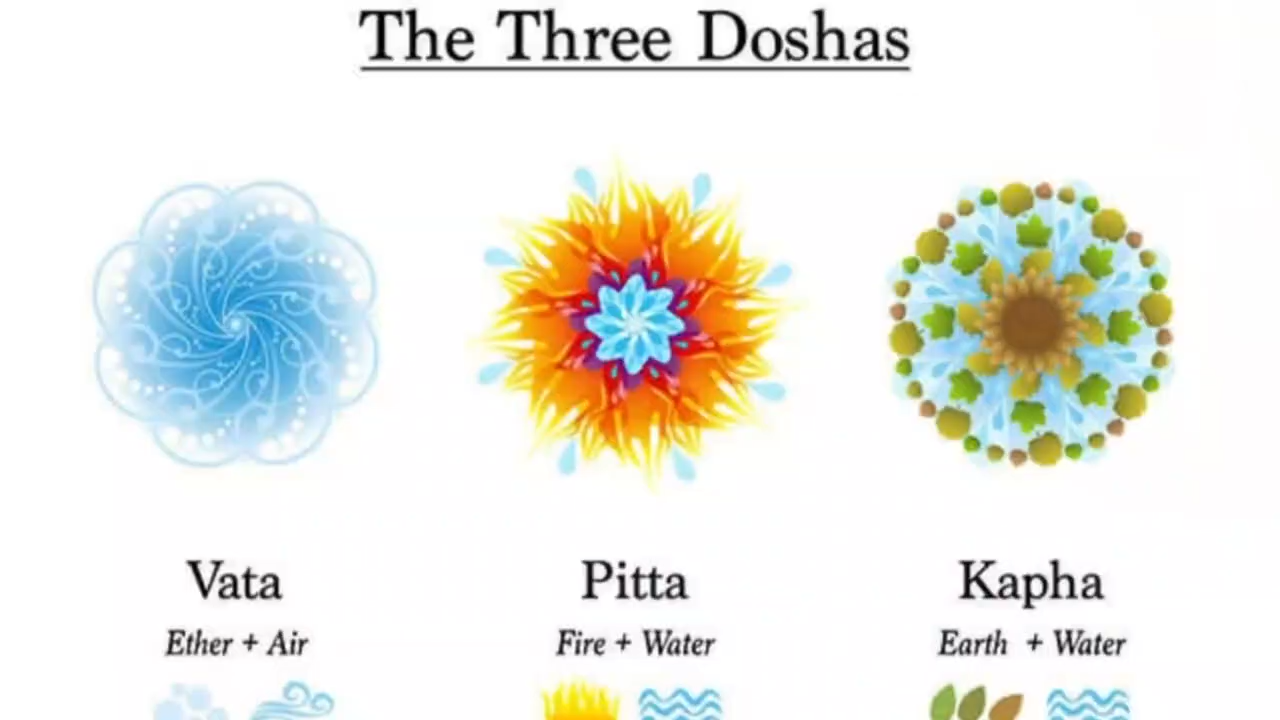 The Three Doshas
Vata
Pitta
Kapha
Ether + Air
Fire + Water
Earth + Water